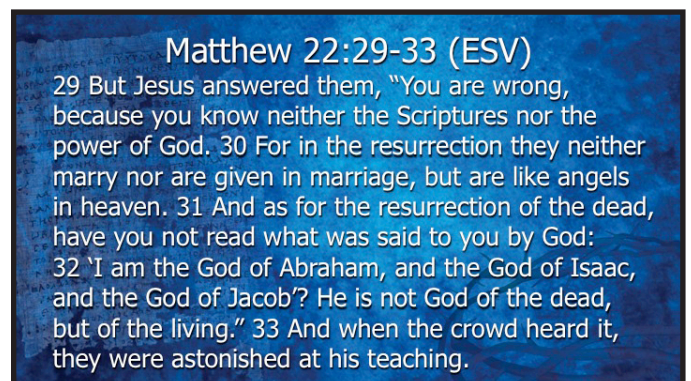 Matthew 22:29-33 (ESV)
29 But Jesus answered them, “You are wrong,
because you know neither the Scriptures nor the
power of God. 30 For in the resurrection they neither
marry nor are given in marriage, but are like angels
in heaven. 31 And as for the resurrection of the dead,
have you not read what was said to you by God:
32 ‘I am the God of Abraham, and the God of Isaac,
and the God of Jacob’? He is not God of the dead,
but of the living.” 33 And when the crowd heard it,
they were astonished at his teaching.